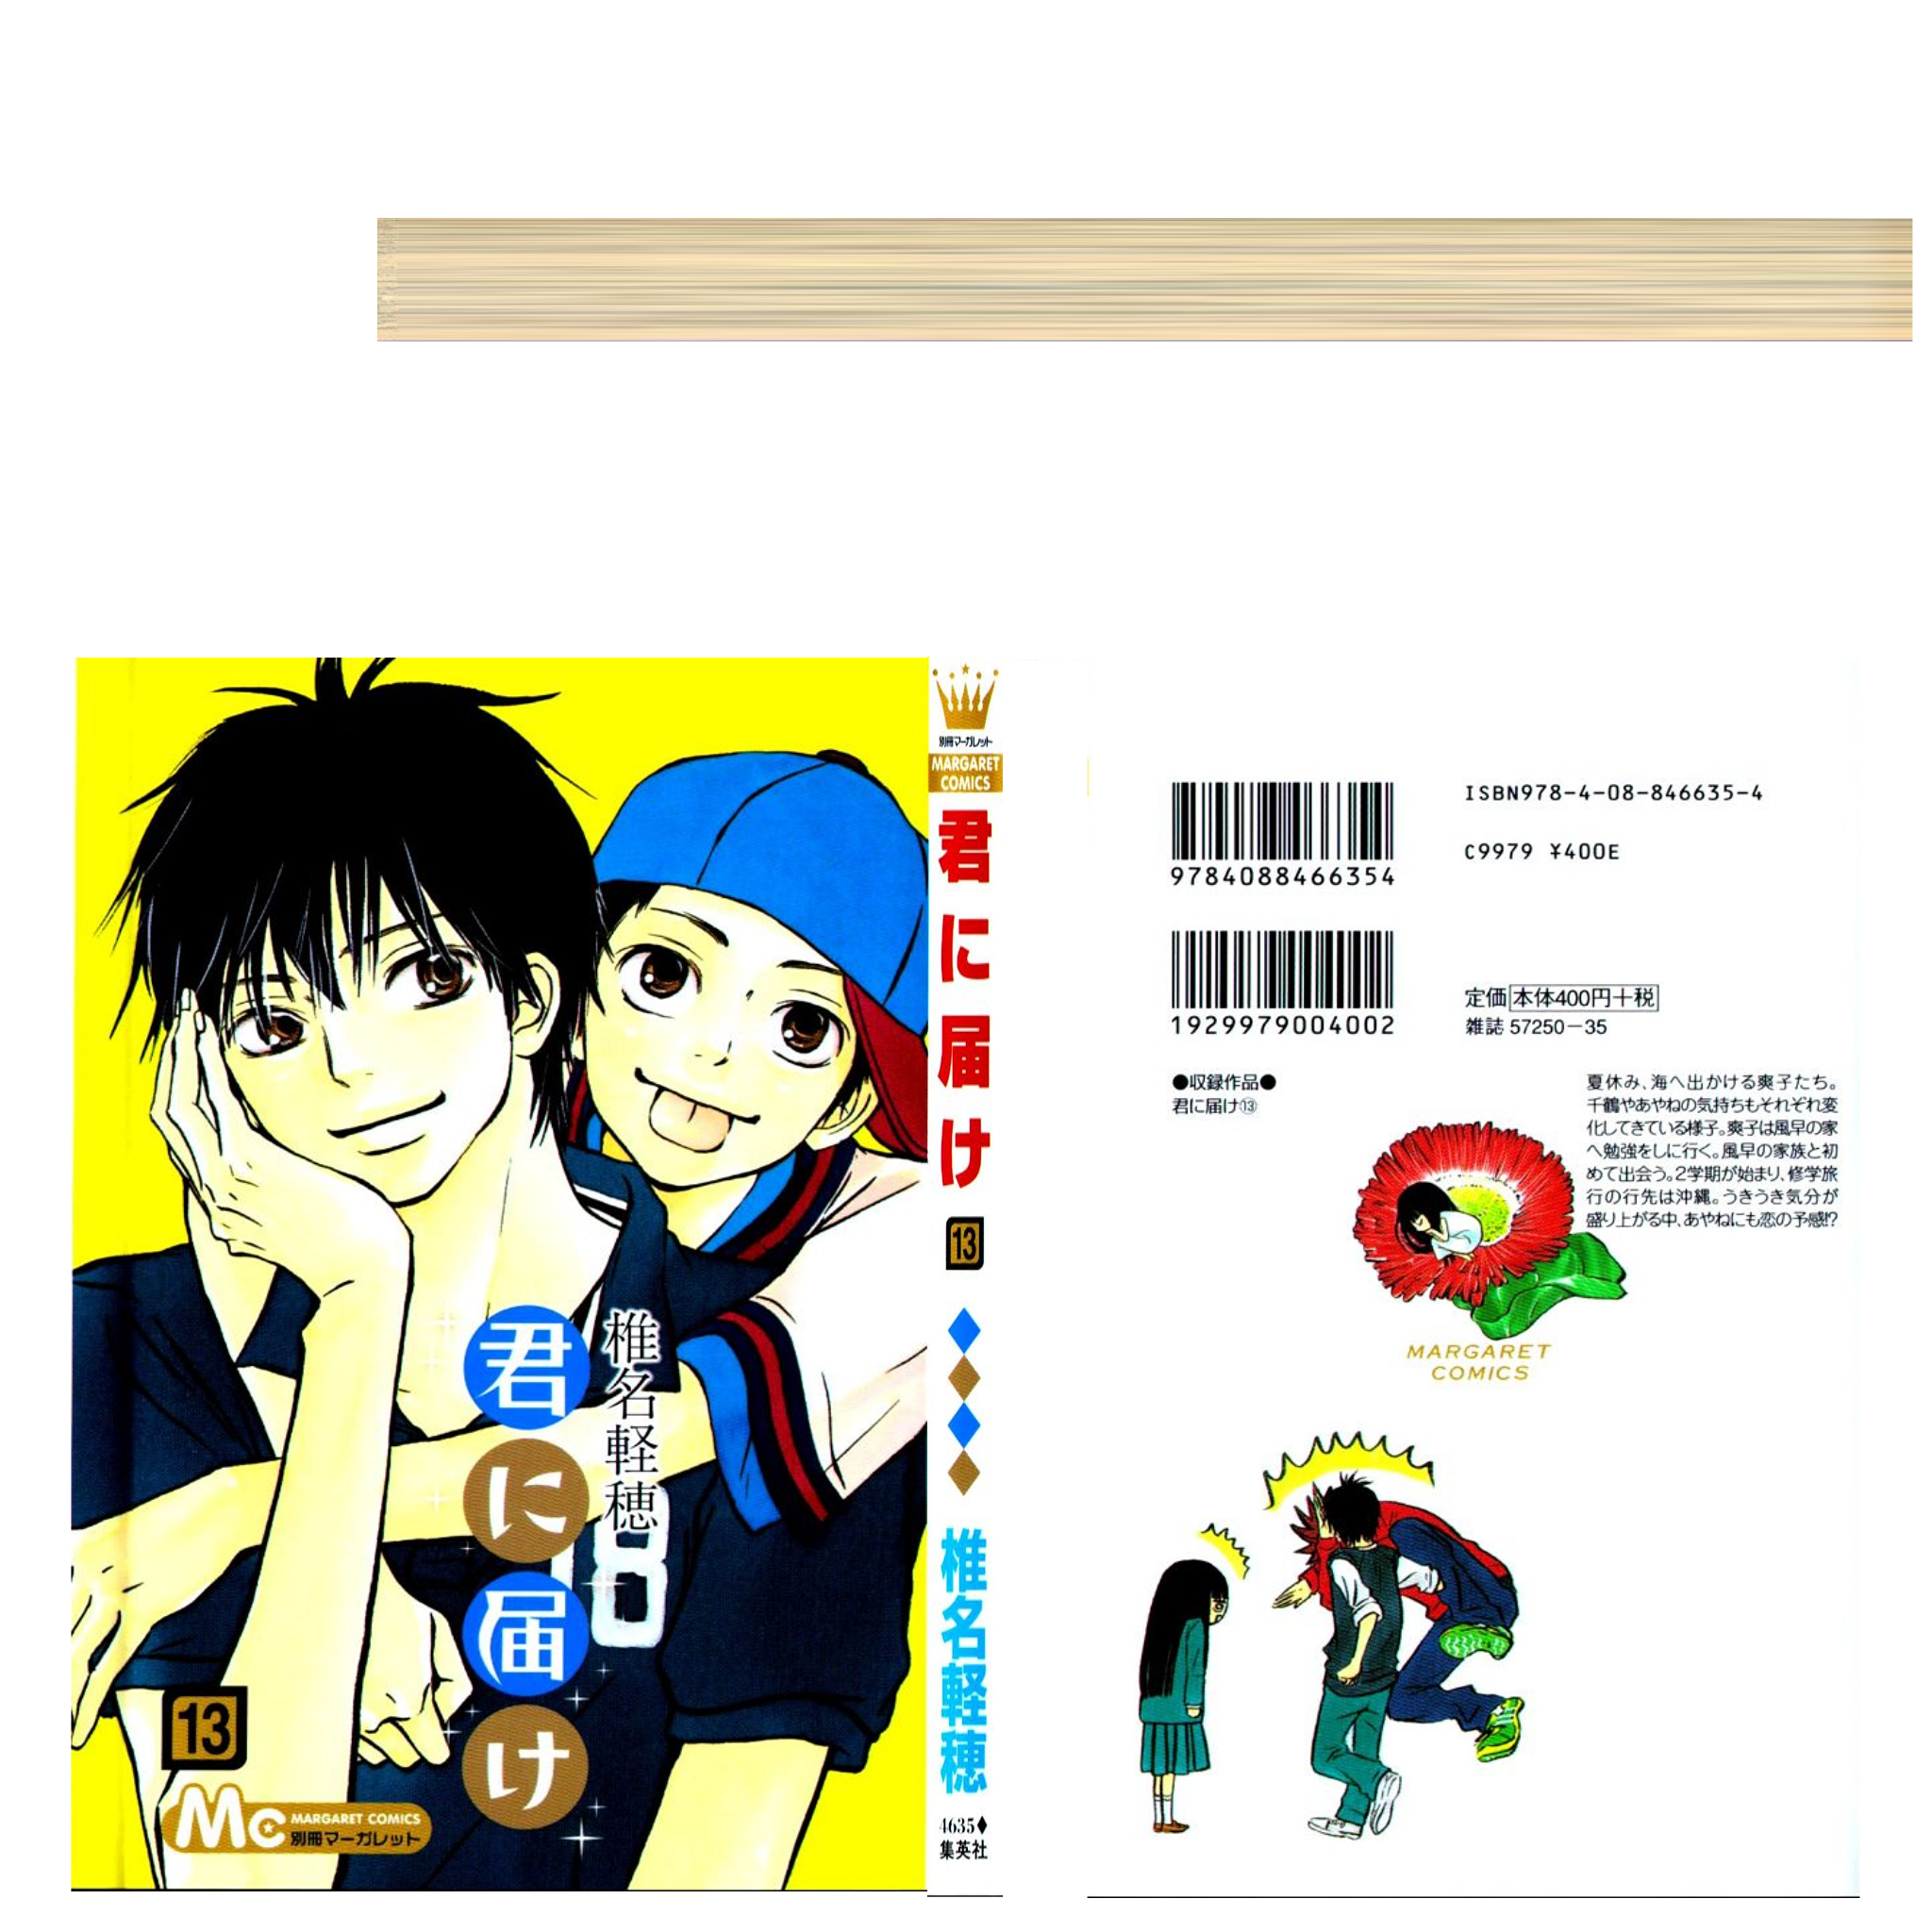 君に届け
椎名軽穂
18
13
Mc MARGARET COMICS
別冊マーガレット
別冊マーガレット
MARGARET
COMICS
君に届け
13
椎名軽穂
4635♦
集英社
ISBN978-4-08-846635-4
C9979 ¥400E
9784088466354
1929979004002
定価本体400円+税
雑誌 57250-35
●収録作品●
君に届け⑬
夏休み、海へ出かける爽子たち。
千鶴やあやねの気持ちもそれぞれ変
化してきている様子。爽子は風早の家
へ勉強をしに行く。風早の家族と初
めて出会う。2学期が始まり、修学旅
行の行先は沖縄。うきうき気分が
盛り上がる中、あやねにも恋の予感!?
MARGARET
COMICS